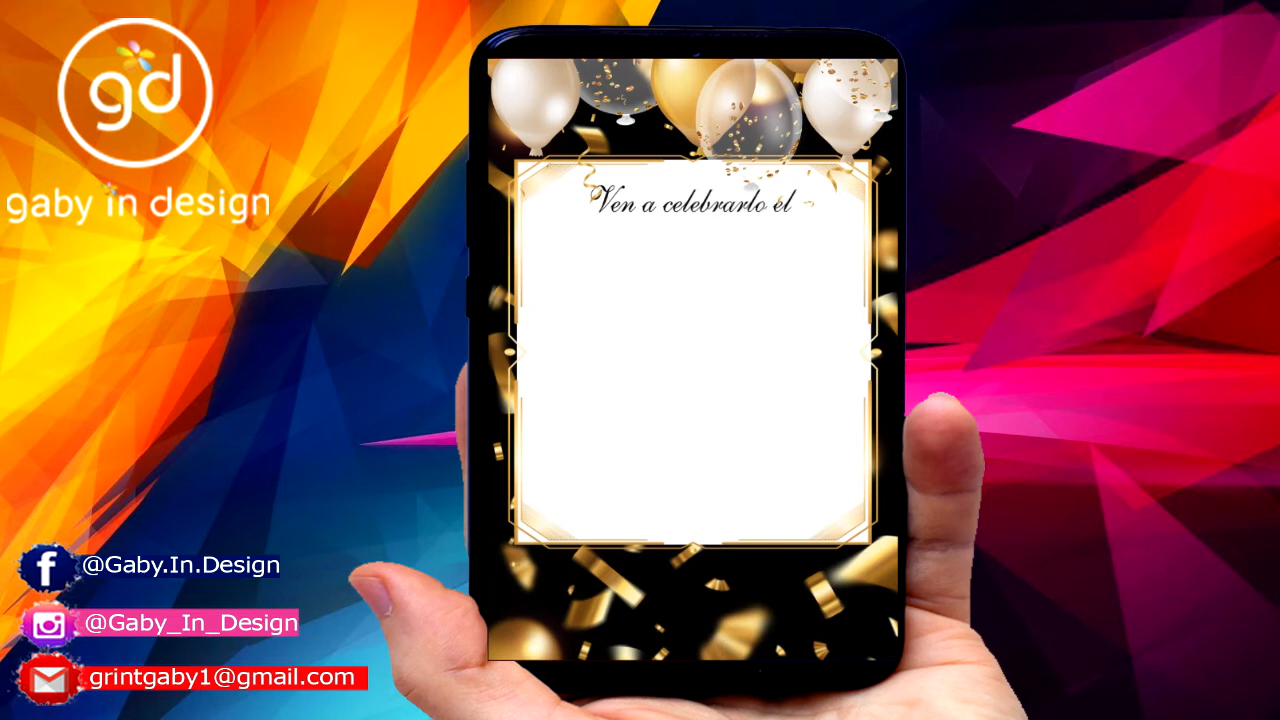 gd
gaby in design
Ven a celebrarlo el
@Gaby.In.Design
@Gaby_In_Design
grintgaby1@gmail.com